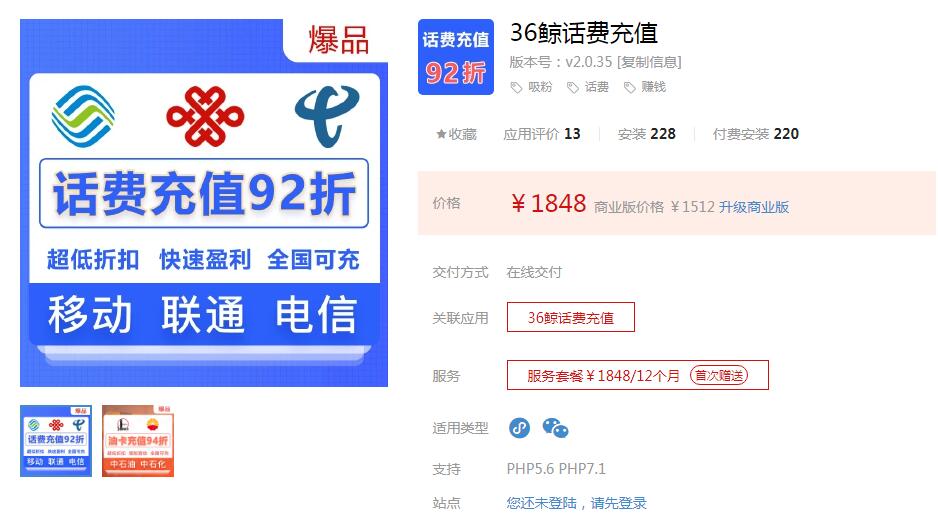 爆品
话费充值92折
超低折扣 快速盈利 全国可充
移动 联通 电信
爆品
话费充值92折
超低折扣 快速盈利 全国可充
移动 联通 电信
爆品
油卡充值94折
中石油 中石化
话费充值
92折
36鲸话费充值
版本号：v2.0.35 [复制信息]
吸粉 话费 赚钱
★收藏 应用评价 13 安装 228 付费安装 220
价格 ￥1848 商业版价格 ￥1512 升级商业版
交付方式 在线交付
关联应用 36鲸话费充值
服务 服务套餐￥1848/12个月 首次赠送
适用类型
支持 PHP5.6 PHP7.1
站点 您还未登陆，请先登录